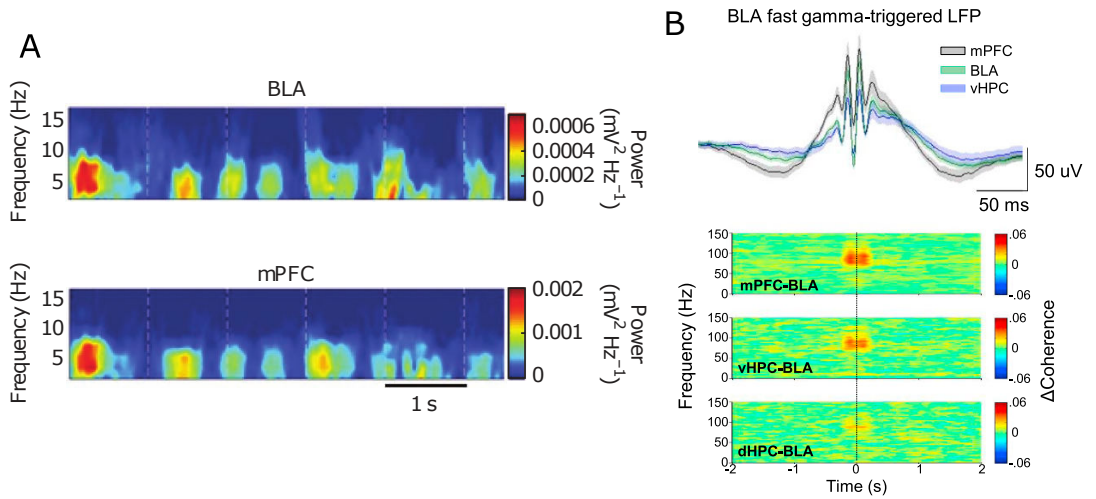 A
BLA
Frequency (Hz)
15
10
5
0.0006
0.0004
0.0002
0
Power
(mV² Hz⁻¹)
mPFC
Frequency (Hz)
15
10
5
0.002
0.001
0
Power
(mV² Hz⁻¹)
1 s
B
BLA fast gamma-triggered LFP
mPFC
BLA
vHPC
50 uV
50 ms
Frequency (Hz)
150
100
50
0
mPFC-BLA
.06
0
-.06
150
100
50
0
vHPC-BLA
.06
0
-.06
150
100
50
0
dHPC-BLA
.06
0
-.06
ΔCoherence
-2 -1 0 1 2
Time (s)